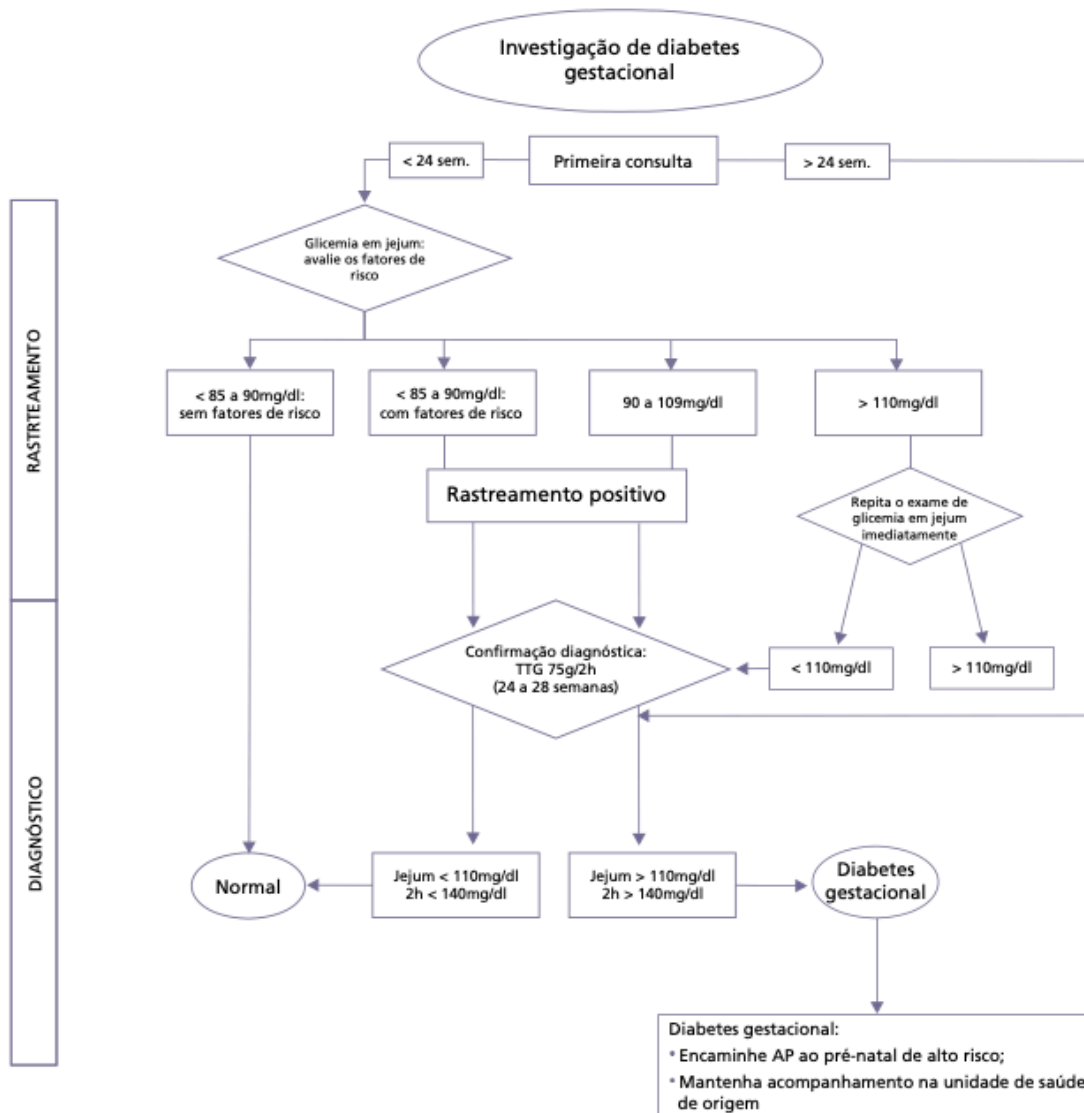 Investigação de diabetes
gestacional
< 24 sem.
Primeira consulta
> 24 sem.
RASTRTEAMENTO
Glicemia em jejum:
avalie os fatores de
risco
< 85 a 90mg/dl:
sem fatores de risco
< 85 a 90mg/dl:
com fatores de risco
90 a 109mg/dl
> 110mg/dl
Rastreamento positivo
Repita o exame de
glicemia em jejum
imediatamente
DIAGNÓSTICO
Confirmação diagnóstica:
TTG 75g/2h
(24 a 28 semanas)
< 110mg/dl
> 110mg/dl
Normal
Jejum < 110mg/dl
2h < 140mg/dl
Jejum > 110mg/dl
2h > 140mg/dl
Diabetes
gestacional
Diabetes gestacional:
• Encaminhe AP ao pré-natal de alto risco;
• Mantenha acompanhamento na unidade de saúde
de origem